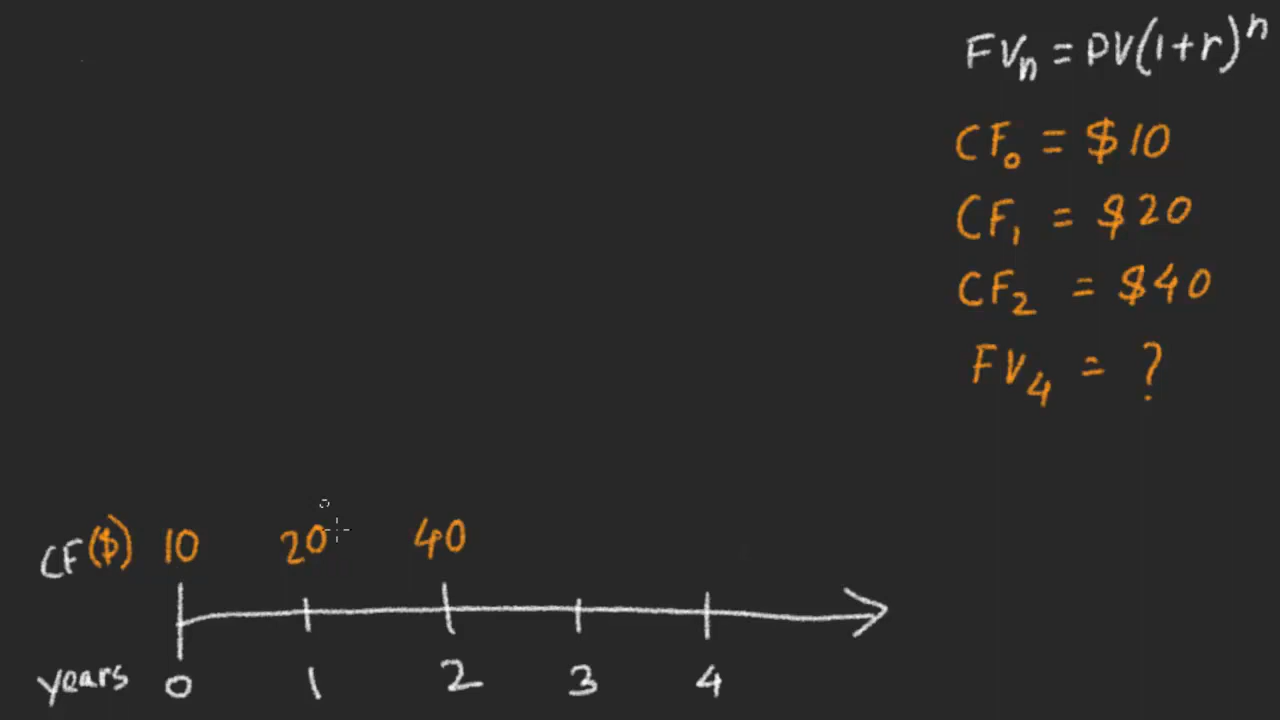 FVₙ = PV(1+r)ⁿ
CF₀ = $10
CF₁ = $20
CF₂ = $40
FV₄ = ?
CF($) 10 20 40
years 0 1 2 3 4